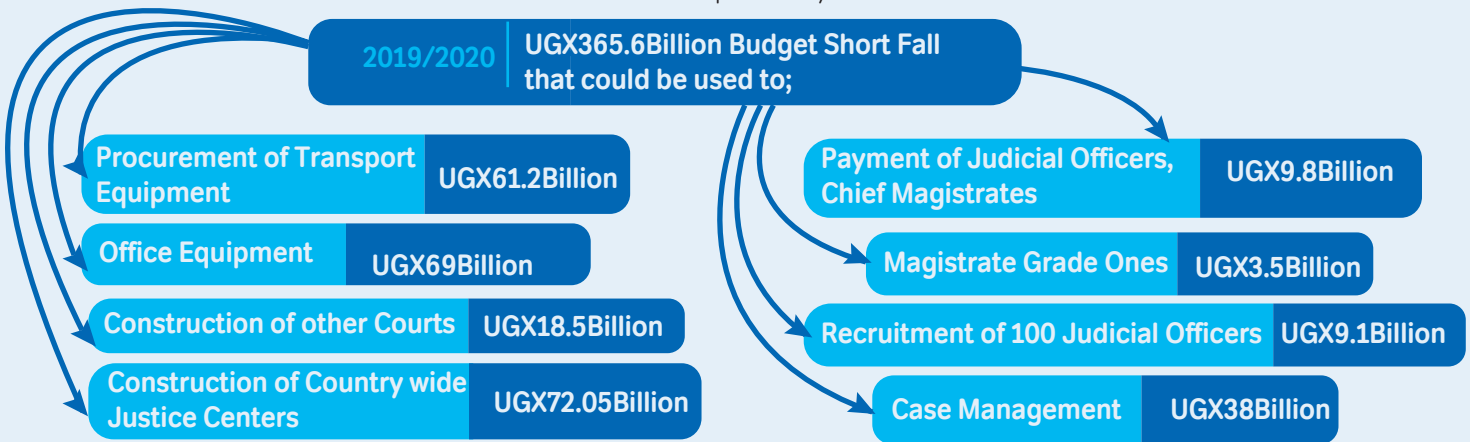 2019/2020
UGX365.6Billion Budget Short Fall
that could be used to;
Procurement of Transport
Equipment
UGX61.2Billion
Office Equipment
UGX69Billion
Construction of other Courts
UGX18.5Billion
Construction of Country wide
Justice Centers
UGX72.05Billion
Payment of Judicial Officers,
Chief Magistrates
UGX9.8Billion
Magistrate Grade Ones
UGX3.5Billion
Recruitment of 100 Judicial Officers
UGX9.1Billion
Case Management
UGX38Billion